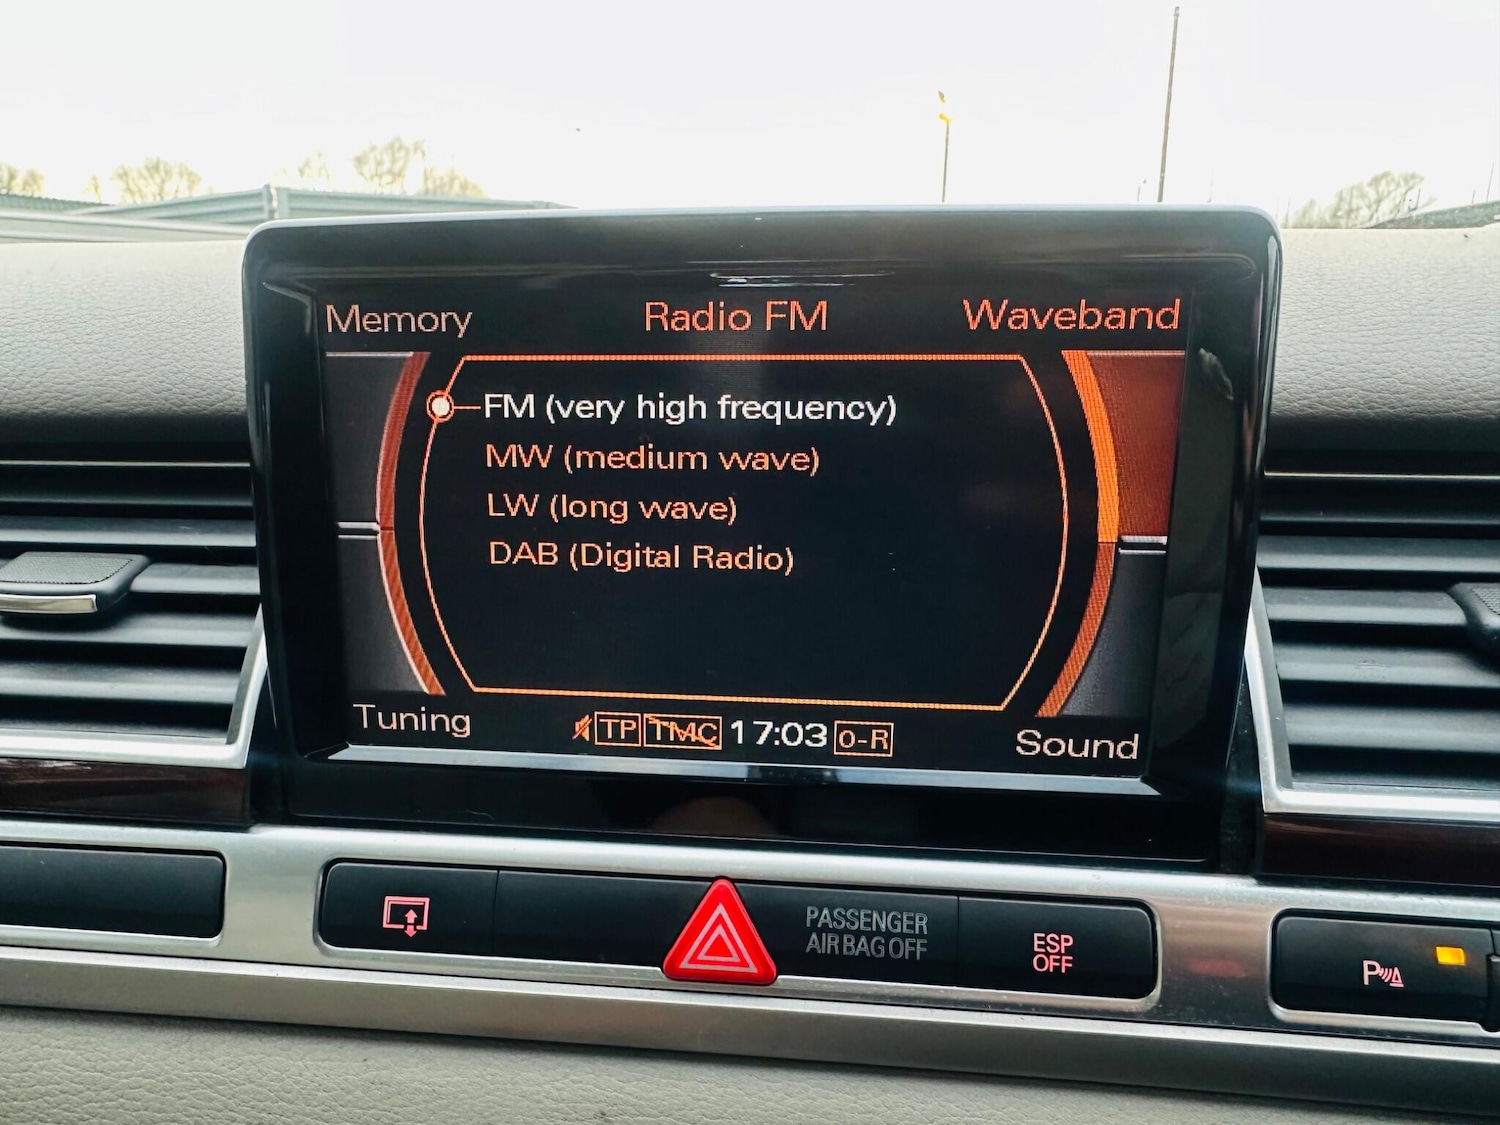 Memory Radio FM Waveband
FM (very high frequency)
MW (medium wave)
LW (long wave)
DAB (Digital Radio)
Tuning TP TMC 17:03 o-R Sound
PASSENGER
AIR BAG OFF
ESP
OFF
P